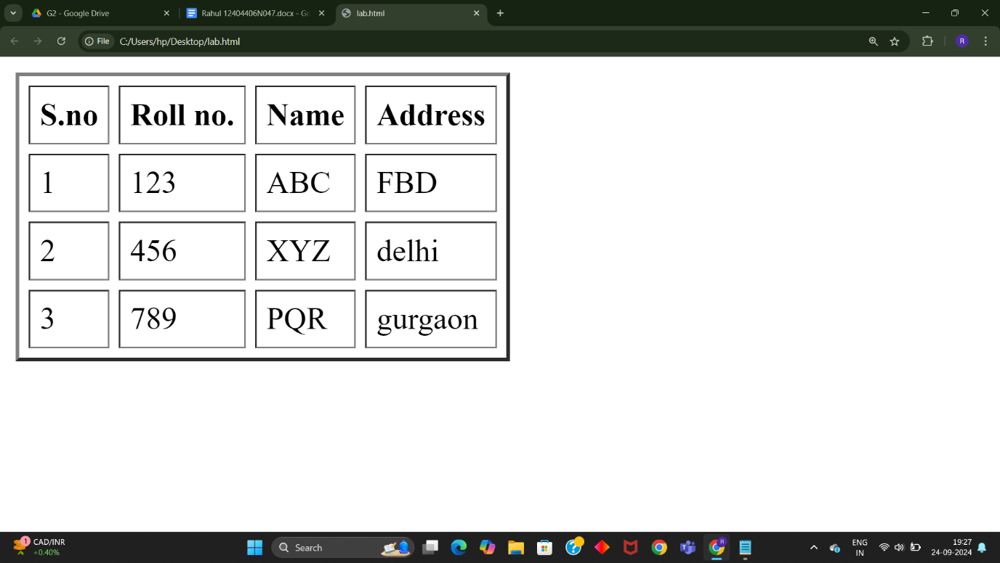 G2 - Google Drive
Rahul 12404406N047.docx - Go
lab.html
File
C:/Users/hp/Desktop/lab.html
R
S.no Roll no. Name Address
1 123 ABC FBD
2 456 XYZ delhi
3 789 PQR gurgaon
1
CAD/INR
+0.40%
Search
T
R
ENG
IN
19:27
24-09-2024